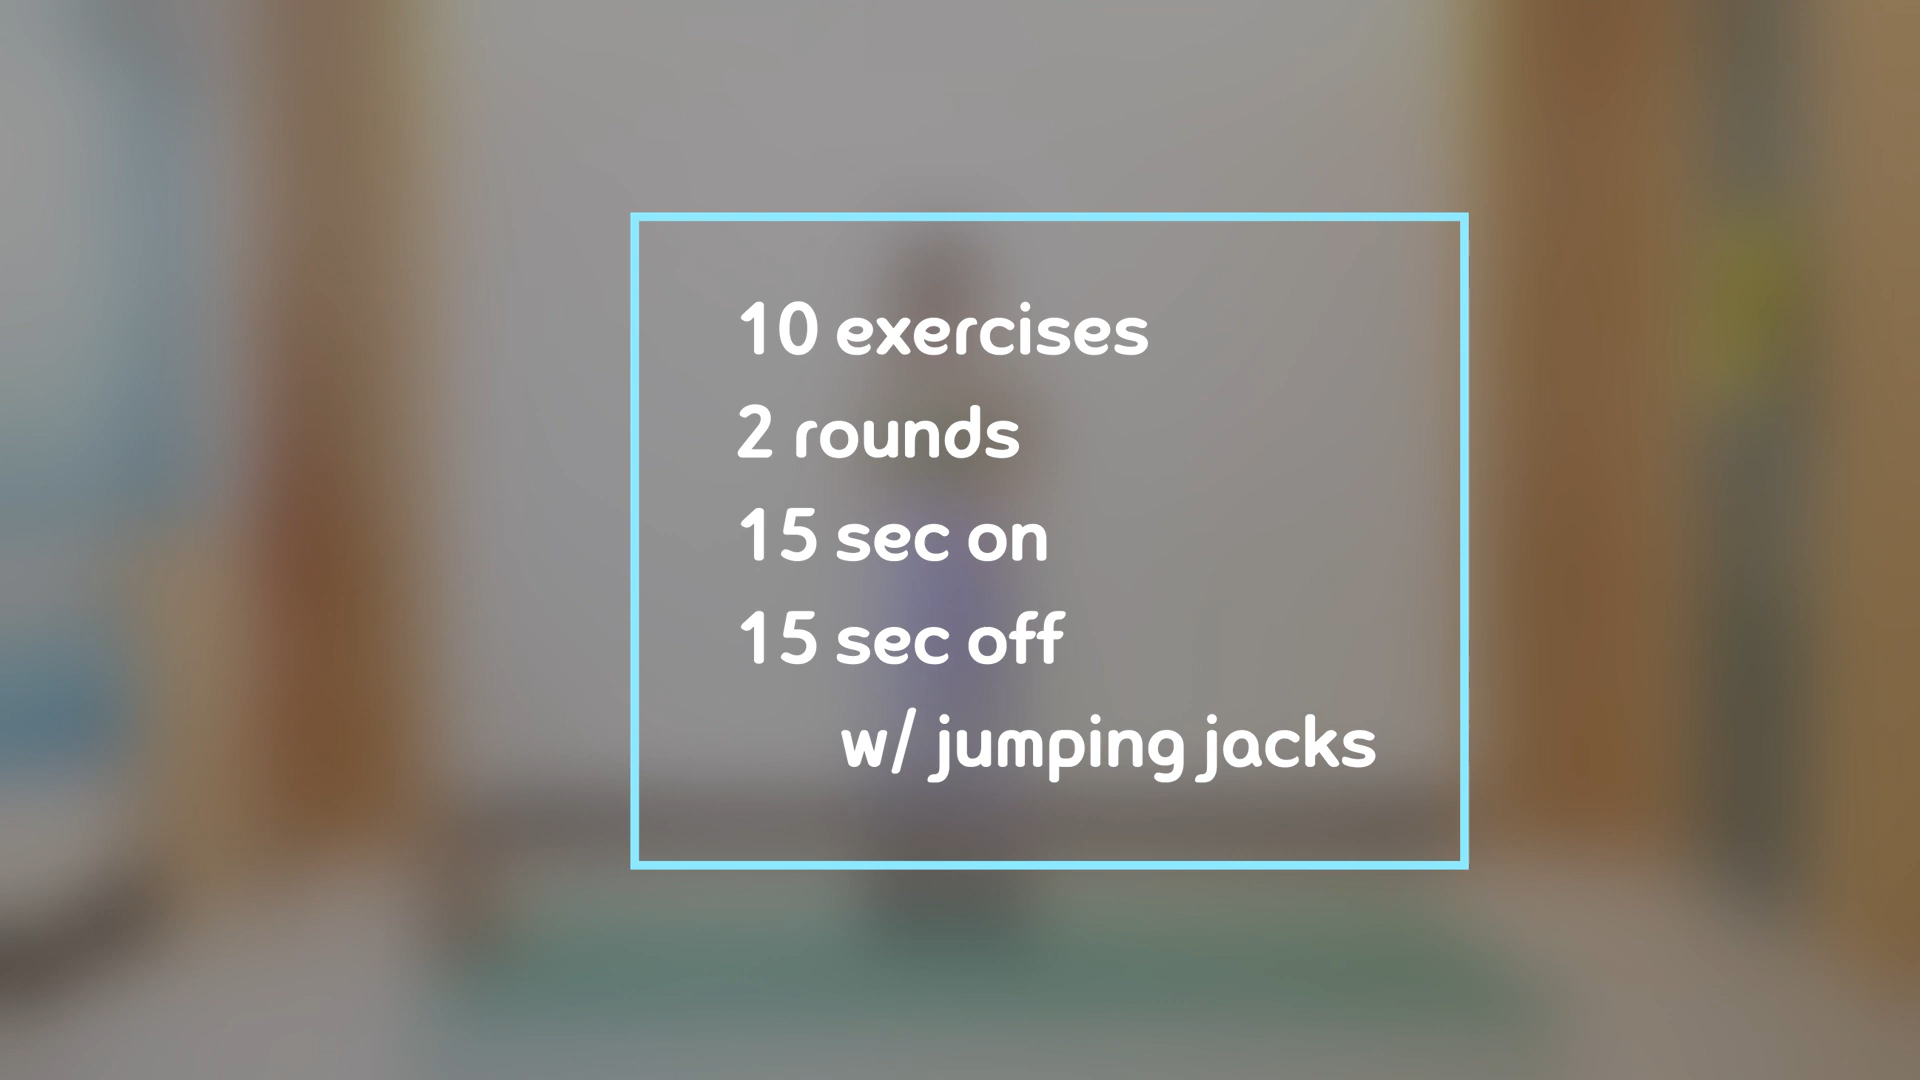 10 exercises
2 rounds
15 sec on
15 sec off
w/ jumping jacks